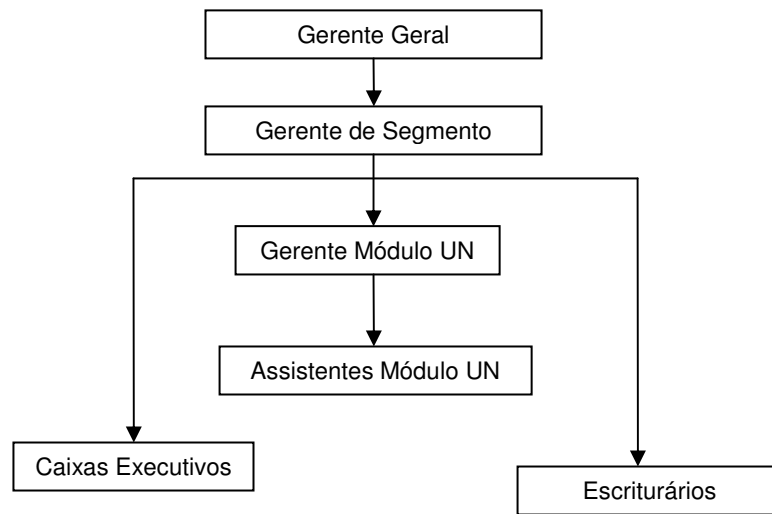 Gerente Geral
Gerente de Segmento
Gerente Módulo UN
Assistentes Módulo UN
Caixas Executivos
Escriturários